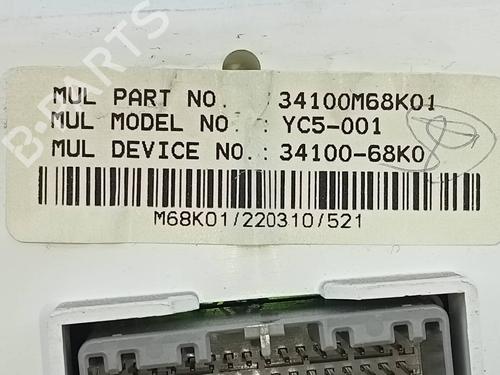 B-PARTS
MUL PART NO. : 34100M68K01
MUL MODEL NO. : YC5-001
MUL DEVICE NO. : 34100-68K0
M68K01/220310/521